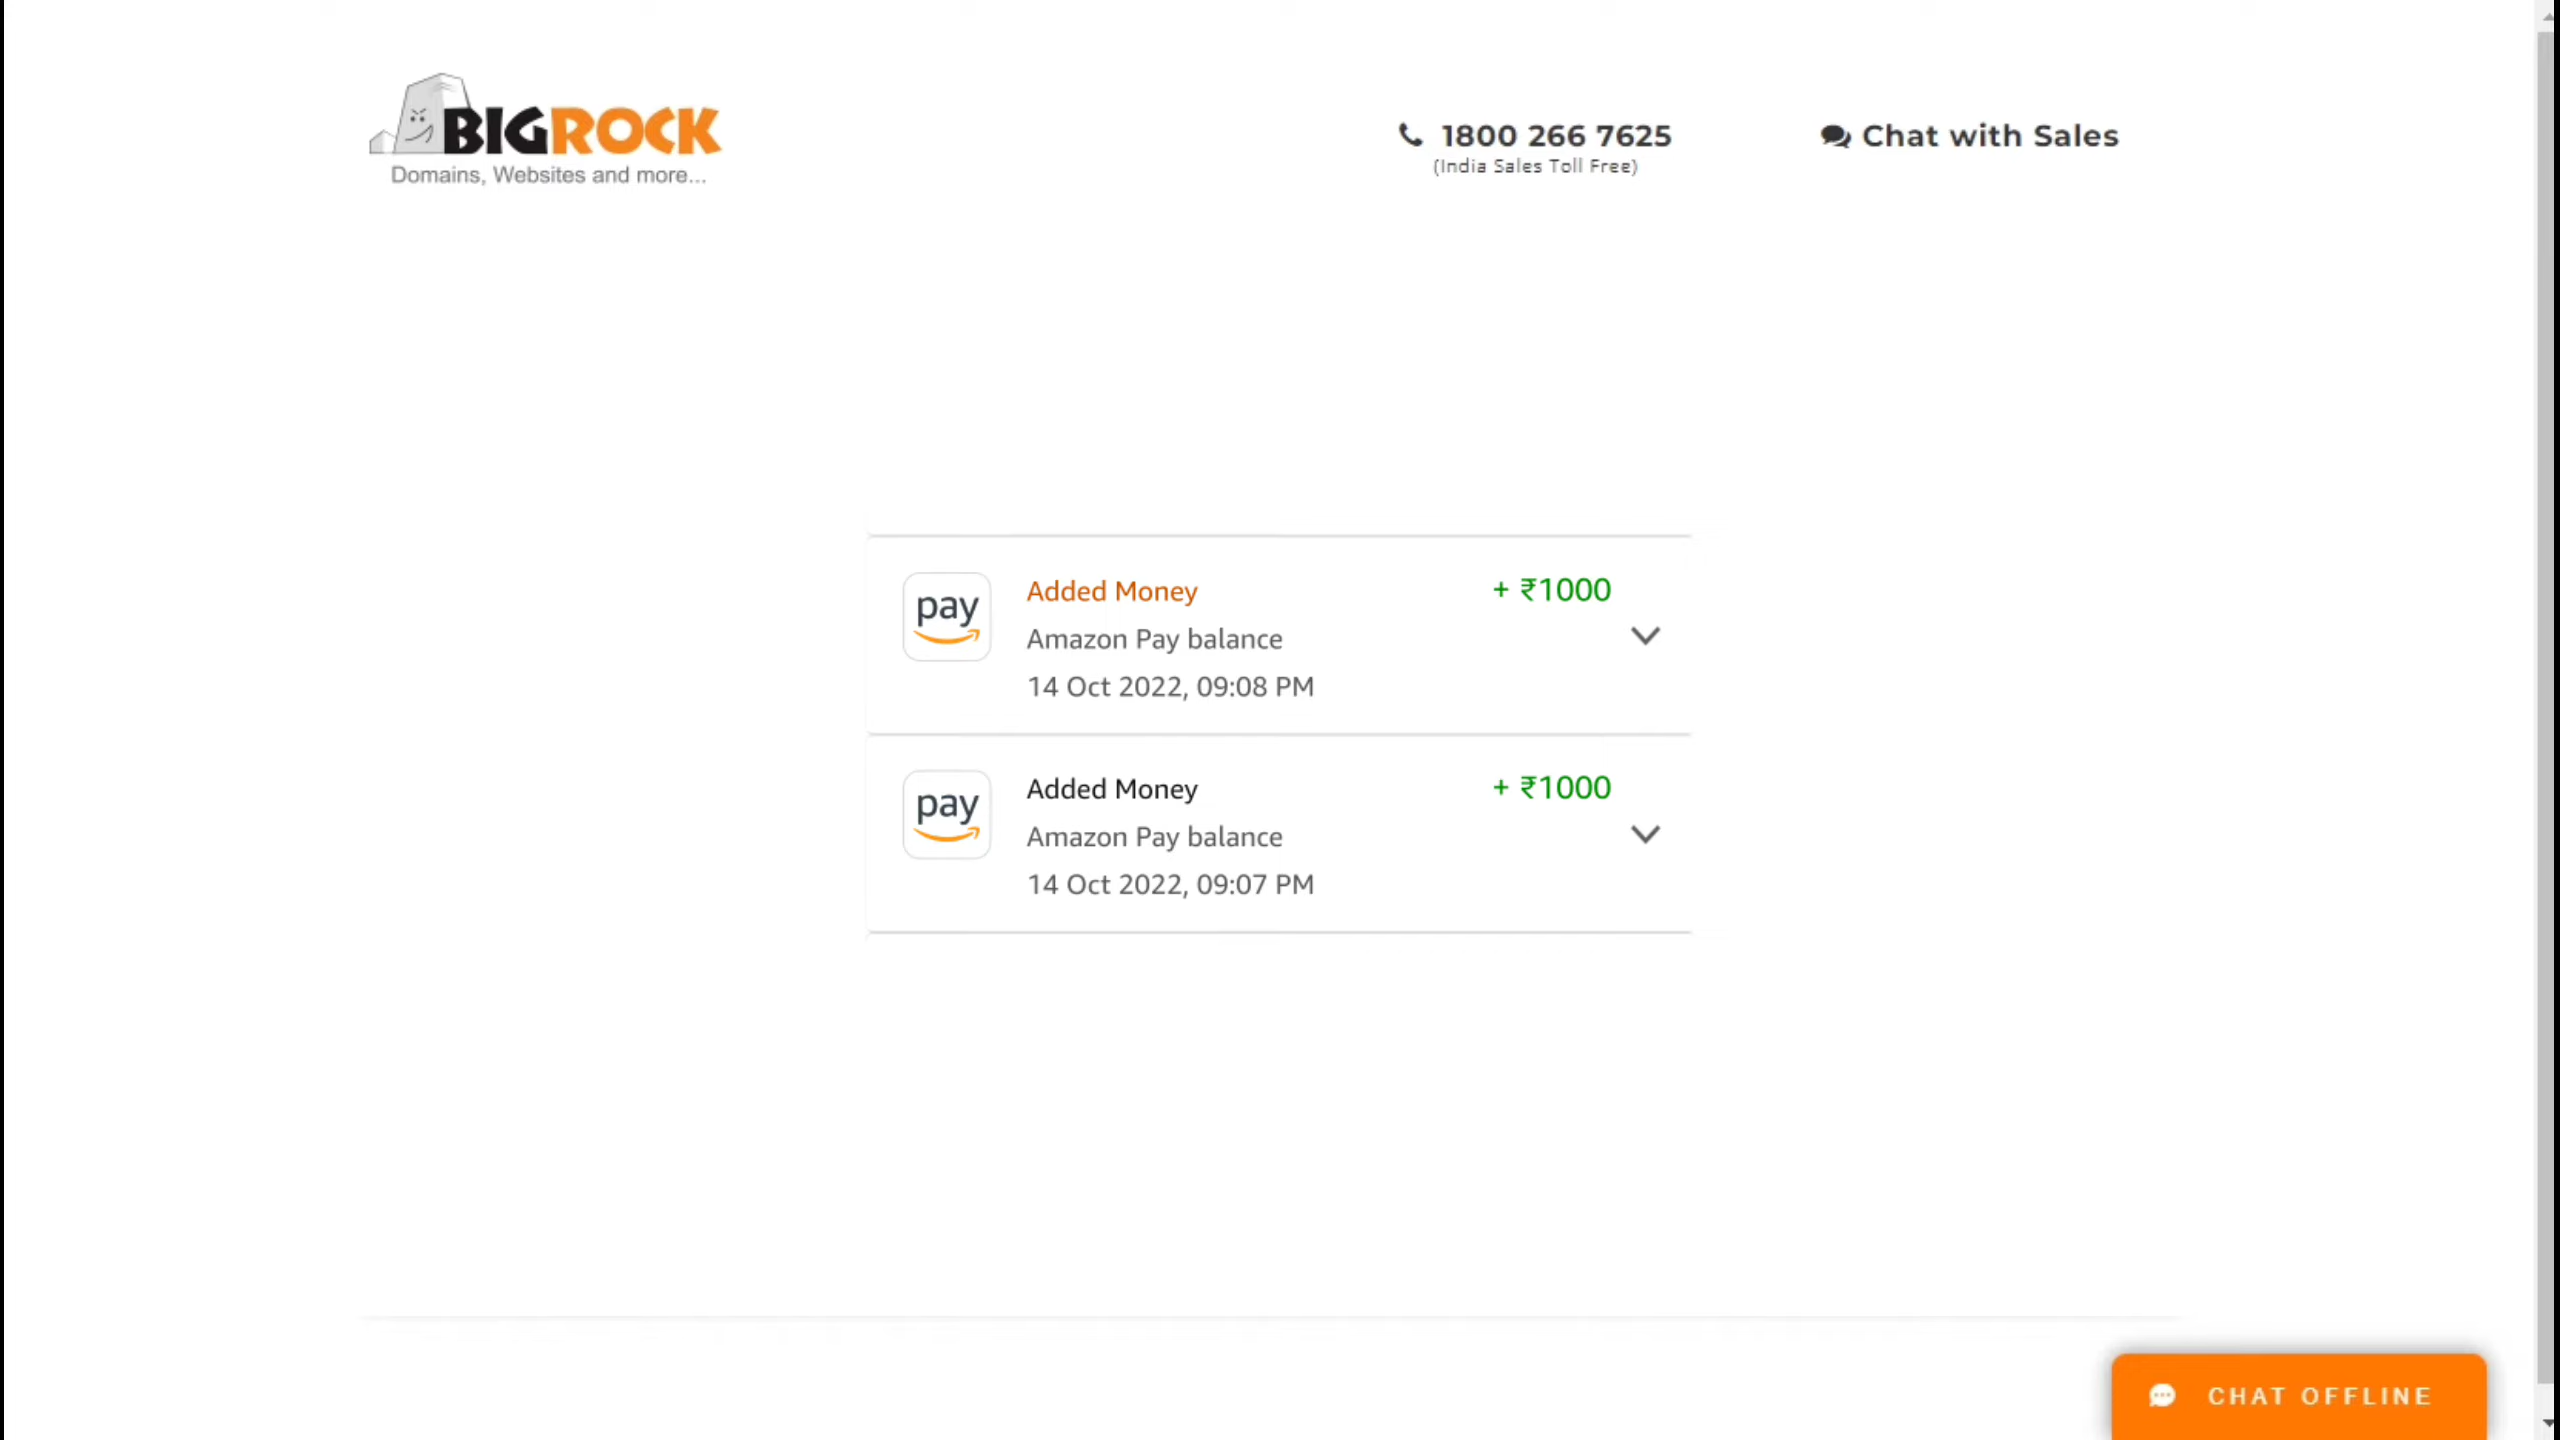 BIGROCK
Domains, Websites and more...
1800 266 7625
(India Sales Toll Free)
Chat with Sales
pay
Added Money
+ ₹1000
Amazon Pay balance
14 Oct 2022, 09:08 PM
pay
Added Money
+ ₹1000
Amazon Pay balance
14 Oct 2022, 09:07 PM
CHAT OFFLINE